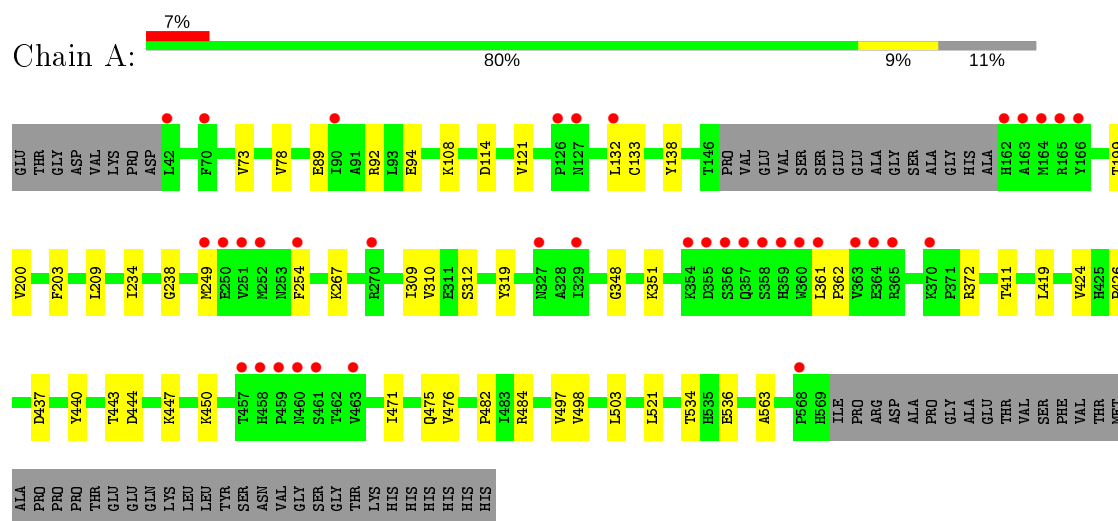 7%
Chain A:
80% 9% 11%
GLU THR GLY ASP VAL LYS PRO ASP L42 F70 V73 V78 E89 I90 A91 R92 L93 E94 K108 D114 V121 P126 N127 L132 C133 Y138 T146 PRO VAL GLU VAL SER SER GLU GLU ALA GLY SER ALA GLY HIS ALA H162 A163 M164 R165 Y166 T199
V200 F203 L209 I234 G238 M249 E250 V251 M252 N253 F254 K267 R270 I309 V310 E311 S312 Y319 N327 A328 I329 G348 K351 K354 D355 S356 Q357 S358 H359 W360 L361 P362 V363 E364 R365 K370 P371 R372 T411 L419 V424 H425 P426
D437 Y440 T443 D444 K447 K450 T457 H458 P459 N460 S461 T462 V463 I471 Q475 V476 P482 I483 R484 V497 V498 L503 L521 T534 H535 E536 A563 P568 H569 ILE PRO ARG ASP ALA PRO GLY ALA GLU THR VAL SER PHE VAL THR MET
ALA PRO PRO PRO THR GLU GLU GLN LYS LEU LEU TYR SER ASN VAL GLY SER GLY THR LYS HIS HIS HIS HIS HIS HIS